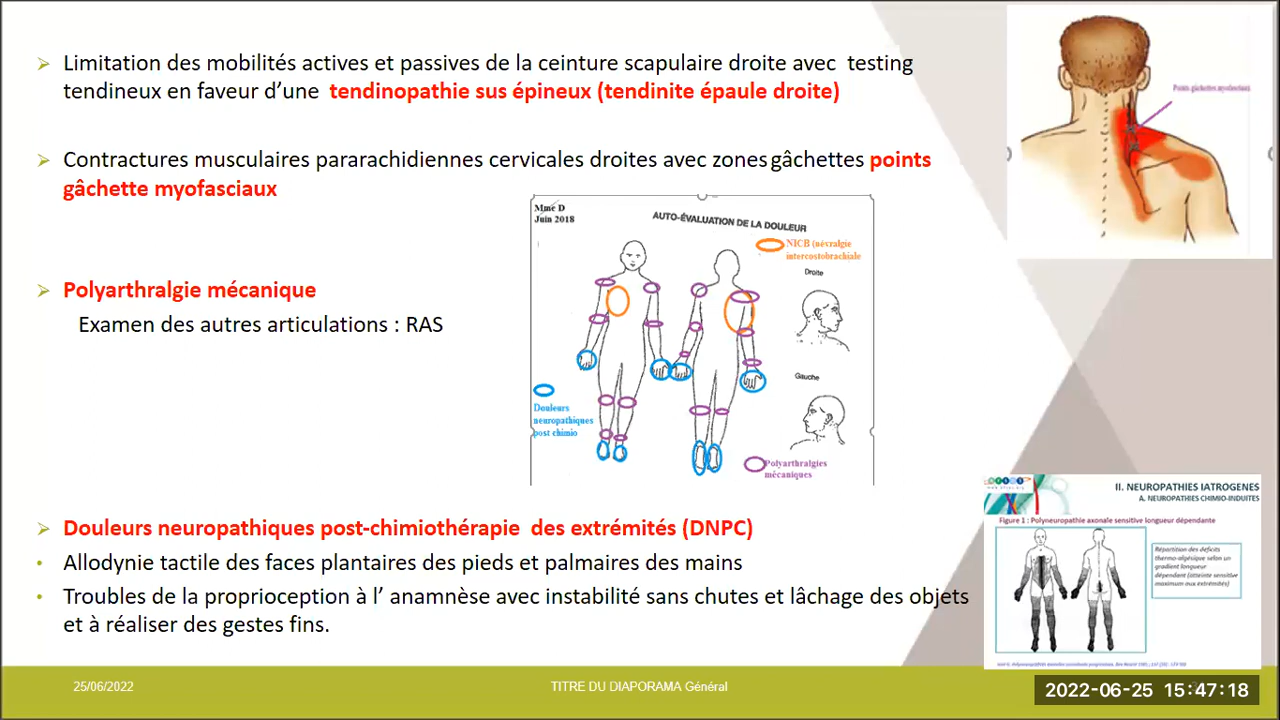 Limitation des mobilités actives et passives de la ceinture scapulaire droite avec testing
tendineux en faveur d’une tendinopathie sus épineux (tendinite épaule droite)
Contractures musculaires pararachidiennes cervicales droites avec zones gâchettes points
gâchette myofasciaux
Points gâchettes myofasciaux
Polyarthralgie mécanique
Examen des autres articulations : RAS
Mme D
Juin 2018
AUTO-ÉVALUATION DE LA DOULEUR
NICB (névralgie
intercostobrachiale
Droite
Gauche
Douleurs
neuropathiques
post chimio
Polyarthralgies
mécaniques
Douleurs neuropathiques post-chimiothérapie des extrémités (DNPC)
Allodynie tactile des faces plantaires des pieds et palmaires des mains
Troubles de la proprioception à l’ anamnèse avec instabilité sans chutes et lâchage des objets
et à réaliser des gestes fins.
II. NEUROPATHIES IATROGENES
A. NEUROPATHIES CHIMIO-INDUITES
Figure 1 : Polyneuropathie axonale sensitive longueur dépendante
Répartition des déficits
thermo-algésique selon un
gradient longueur
dépendant (atteinte sensitive
maximum aux extrémités)
25/06/2022
TITRE DU DIAPORAMA Général
2022-06-25 15:47:18